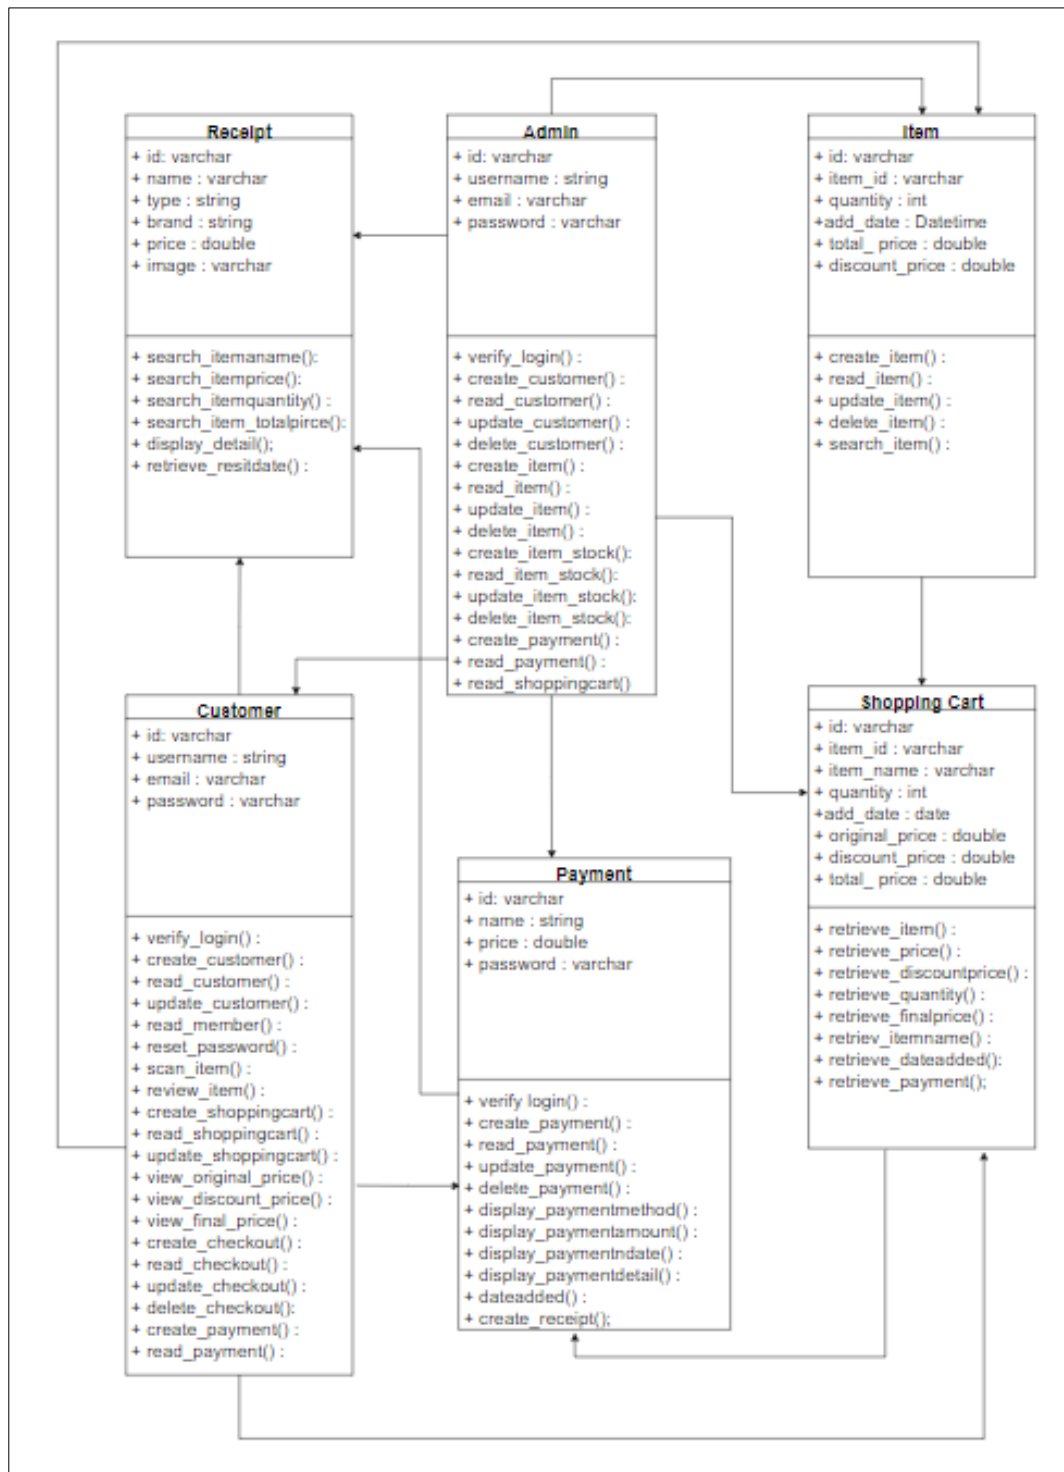 Receipt
+ id: varchar
+ name : varchar
+ type : string
+ brand : string
+ price : double
+ image : varchar
+ search_itemaname():
+ search_itemprice():
+ search_itemquantity() :
+ search_item_totalpirce():
+ display_detail();
+ retrieve_resitdate() :
Admin
+ id: varchar
+ username : string
+ email : varchar
+ password : varchar
+ verify_login() :
+ create_customer() :
+ read_customer() :
+ update_customer() :
+ delete_customer() :
+ create_item() :
+ read_item() :
+ update_item() :
+ delete_item() :
+ create_item_stock():
+ read_item_stock():
+ update_item_stock():
+ delete_item_stock():
+ create_payment() :
+ read_payment() :
+ read_shoppingcart()
Item
+ id: varchar
+ item_id : varchar
+ quantity : int
+add_date : Datetime
+ total_ price : double
+ discount_price : double
+ create_item() :
+ read_item() :
+ update_item() :
+ delete_item() :
+ search_item() :
Customer
+ id: varchar
+ username : string
+ email : varchar
+ password : varchar
+ verify_login() :
+ create_customer() :
+ read_customer() :
+ update_customer() :
+ read_member() :
+ reset_password() :
+ scan_item() :
+ review_item() :
+ create_shoppingcart() :
+ read_shoppingcart() :
+ update_shoppingcart() :
+ view_original_price() :
+ view_discount_price() :
+ view_final_price() :
+ create_checkout() :
+ read_checkout() :
+ update_checkout() :
+ delete_checkout():
+ create_payment() :
+ read_payment() :
Payment
+ id: varchar
+ name : string
+ price : double
+ password : varchar
+ verify login() :
+ create_payment() :
+ read_payment() :
+ update_payment() :
+ delete_payment() :
+ display_paymentmethod() :
+ display_paymentamount() :
+ display_paymentndate() :
+ display_paymentdetail() :
+ dateadded() :
+ create_receipt();
Shopping Cart
+ id: varchar
+ item_id : varchar
+ item_name : varchar
+ quantity : int
+add_date : date
+ original_price : double
+ discount_price : double
+ total_ price : double
+ retrieve_item() :
+ retrieve_price() :
+ retrieve_discountprice() :
+ retrieve_quantity() :
+ retrieve_finalprice() :
+ retriev_itemname() :
+ retrieve_dateadded():
+ retrieve_payment();